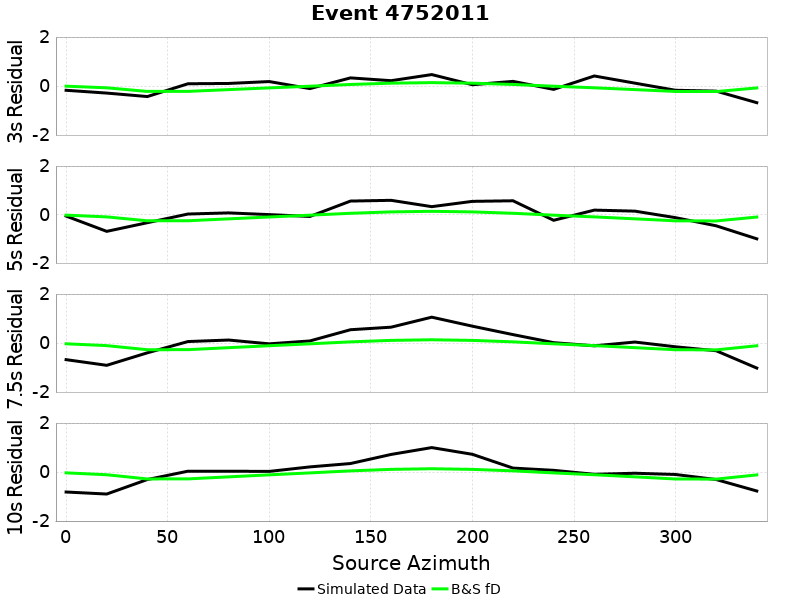 Event 4752011
3s Residual
2
0
-2
5s Residual
2
0
-2
7.5s Residual
2
0
-2
10s Residual
2
0
-2
0 50 100 150 200 250 300
Source Azimuth
Simulated Data B&S fD